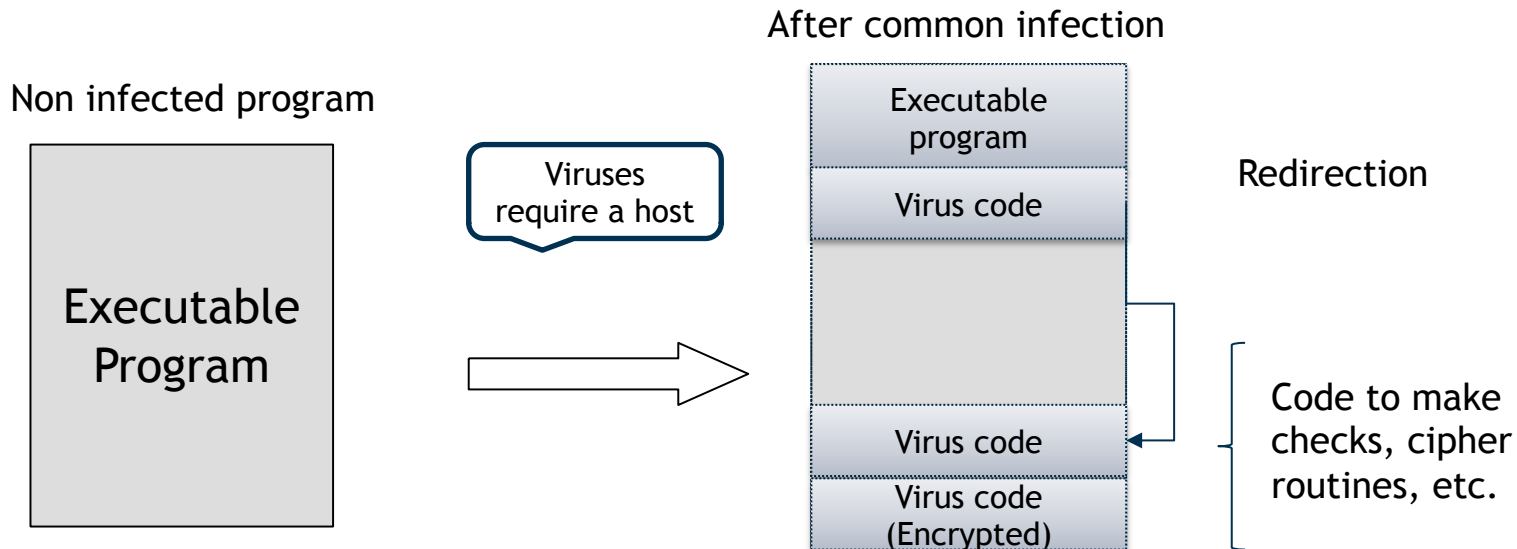 After common infection
Non infected program
Executable
Program
Viruses
require a host
Executable
program
Virus code
Virus code
Virus code
(Encrypted)
Redirection
Code to make
checks, cipher
routines, etc.